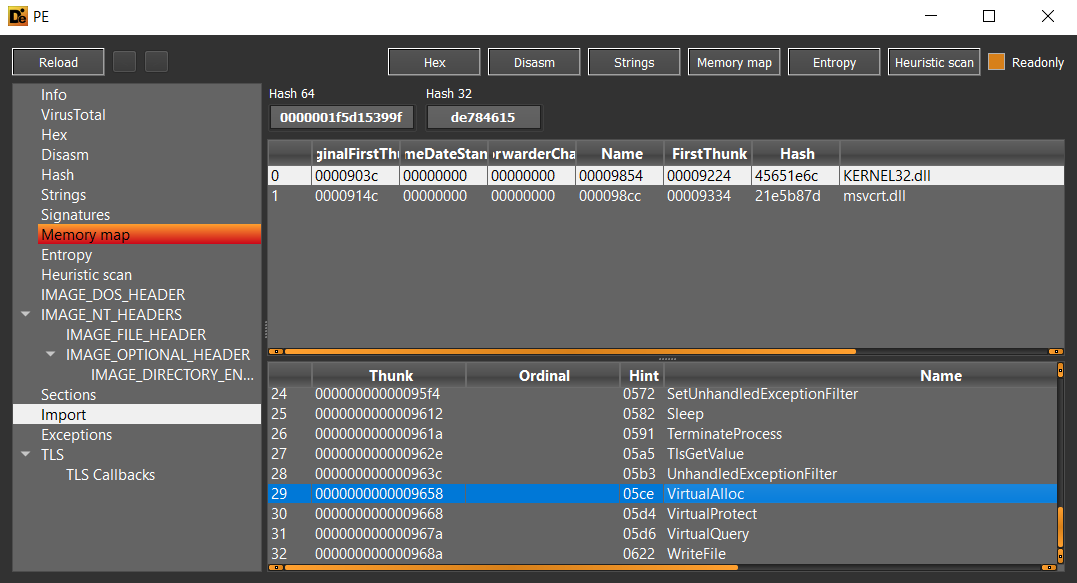 De PE
Reload Hex Disasm Strings Memory map Entropy Heuristic scan Readonly
Info
VirusTotal
Hex
Disasm
Hash
Strings
Signatures
Memory map
Entropy
Heuristic scan
IMAGE_DOS_HEADER
IMAGE_NT_HEADERS
IMAGE_FILE_HEADER
IMAGE_OPTIONAL_HEADER
IMAGE_DIRECTORY_EN...
Sections
Import
Exceptions
TLS
TLS Callbacks
Hash 64 Hash 32
0000001f5d15399f de784615
ginalFirstThu meDateStan orwarderCha Name FirstThunk Hash
0 0000903c 00000000 00000000 00009854 00009224 45651e6c KERNEL32.dll
1 0000914c 00000000 00000000 000098cc 00009334 21e5b87d msvcrt.dll
Thunk Ordinal Hint Name
24 00000000000095f4 0572 SetUnhandledExceptionFilter
25 0000000000009612 0582 Sleep
26 000000000000961a 0591 TerminateProcess
27 000000000000962e 05a5 TlsGetValue
28 000000000000963c 05b3 UnhandledExceptionFilter
29 0000000000009658 05ce VirtualAlloc
30 0000000000009668 05d4 VirtualProtect
31 000000000000967a 05d6 VirtualQuery
32 000000000000968a 0622 WriteFile